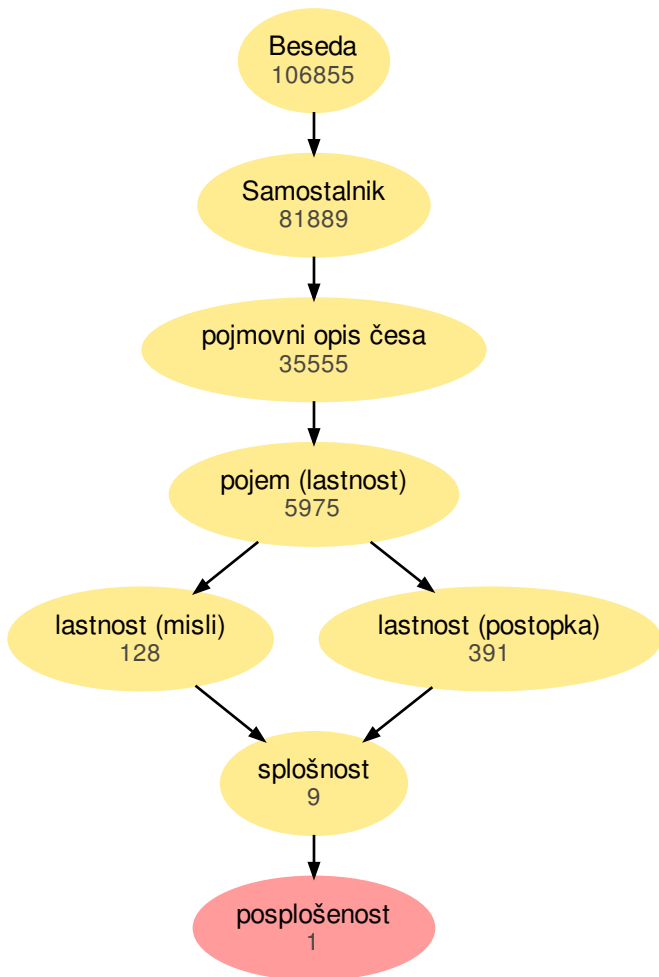 Beseda
106855
Samostalnik
81889
pojmovni opis česa
35555
pojem (lastnost)
5975
lastnost (misli)
128
lastnost (postopka)
391
splošnost
9
posplošenost
1